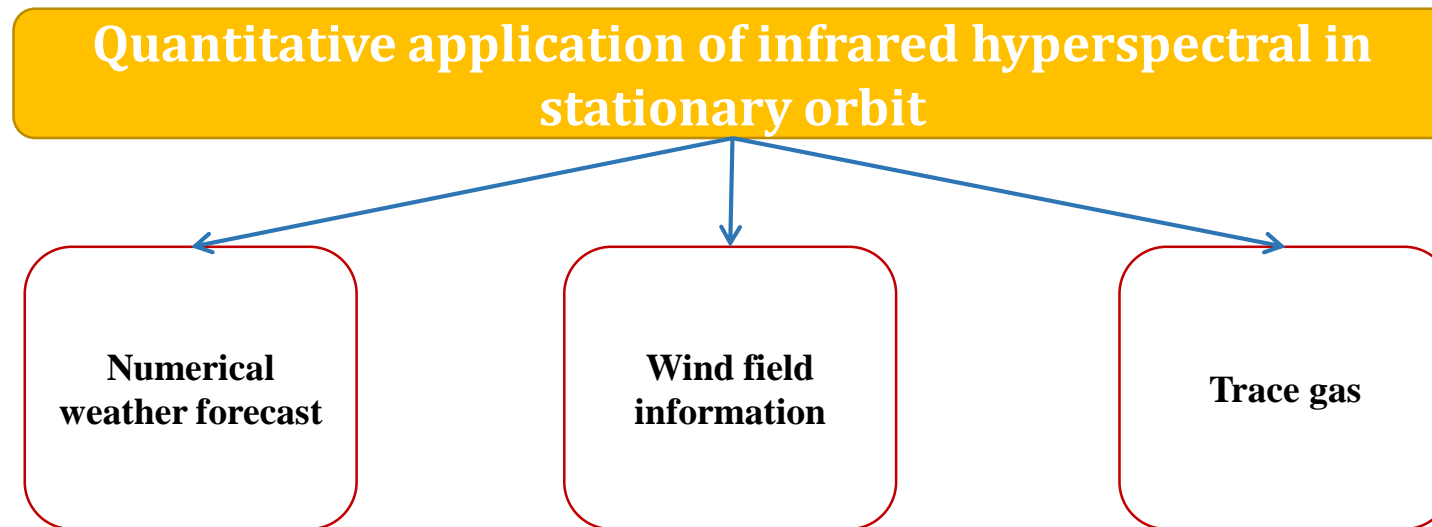 Quantitative application of infrared hyperspectral in
stationary orbit
Numerical
weather forecast
Wind field
information
Trace gas